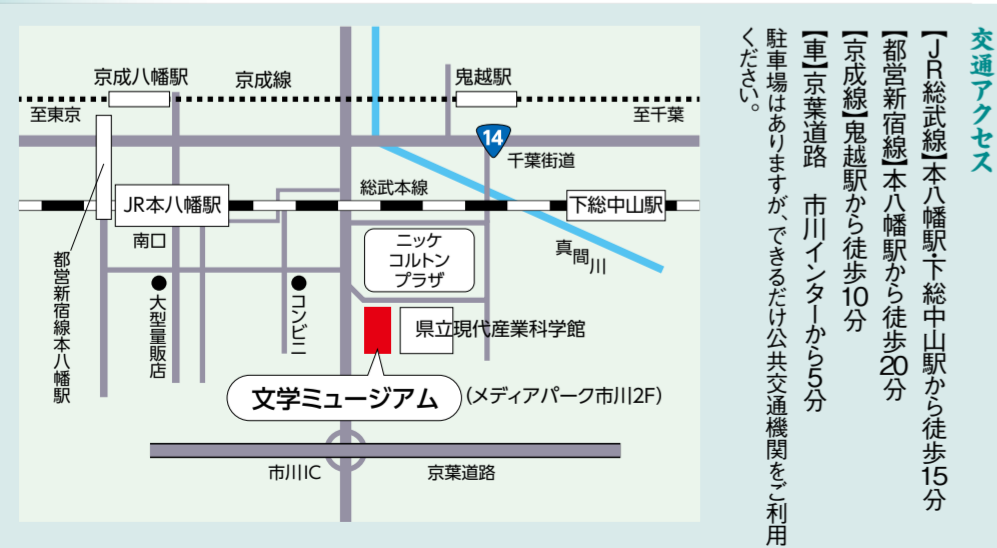 交通アクセス
【JR総武線】本八幡駅・下総中山駅から徒歩15分
【都営新宿線】本八幡駅から徒歩20分
【京成線】鬼越駅から徒歩10分
【車】京葉道路　市川インターから5分
駐車場はありますが、できるだけ公共交通機関をご利用
ください。
京成八幡駅
京成線
鬼越駅
至東京
至千葉
14
千葉街道
総武本線
JR本八幡駅
下総中山駅
南口
ニッケ
コルトン
プラザ
真間川
都営新宿線本八幡駅
大型量販店
コンビニ
県立現代産業科学館
文学ミュージアム
(メディアパーク市川2F)
市川IC
京葉道路